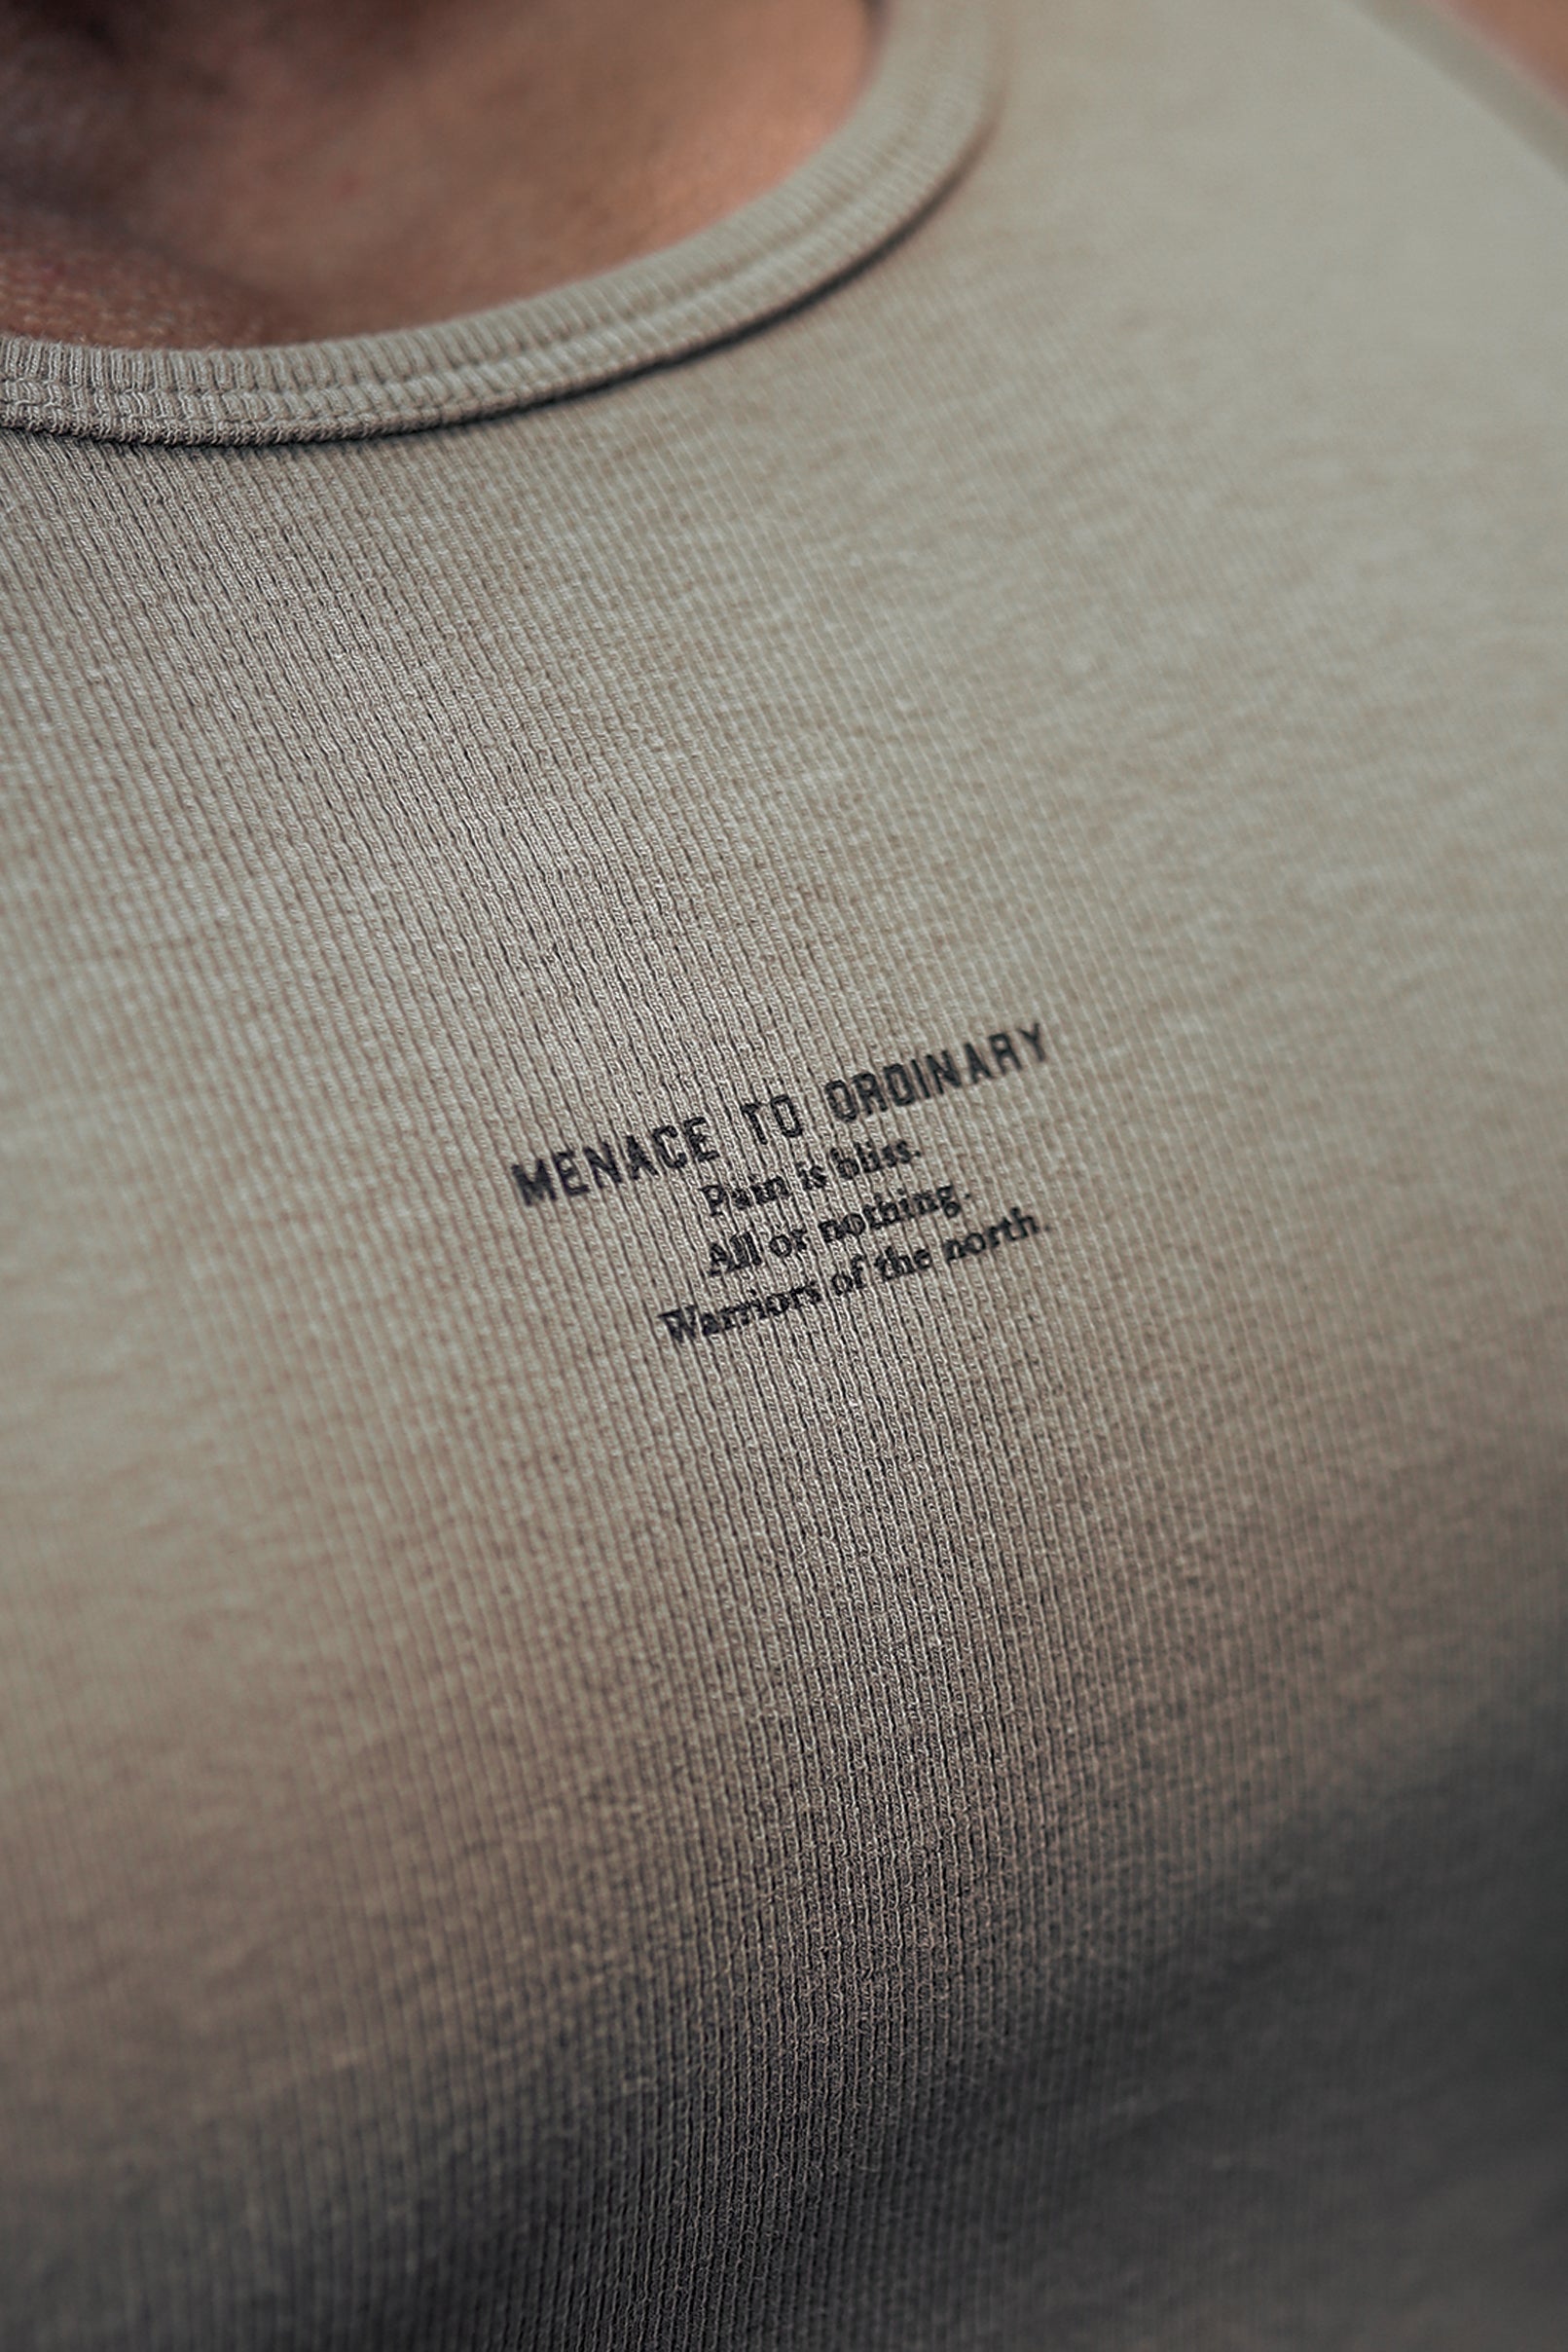 MENACE TO ORDINARY
Pain is bliss.
All or nothing.
Warriors of the north.